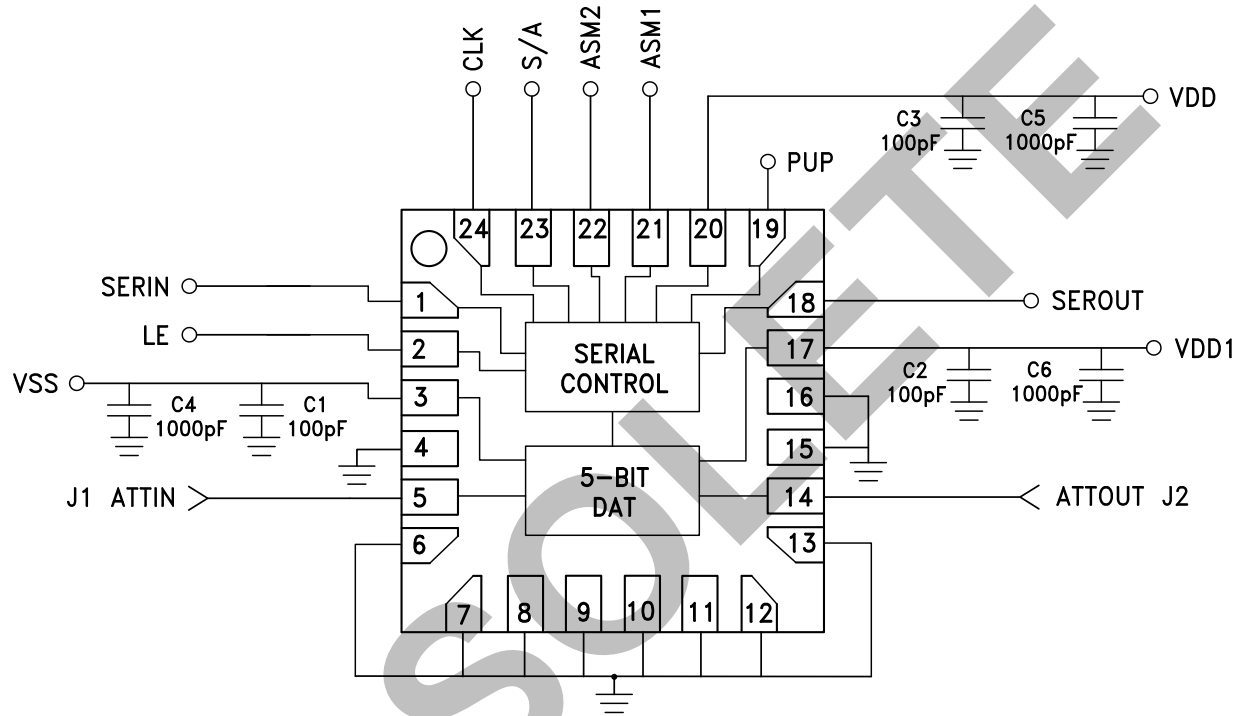 CLK
S/A
ASM2
ASM1
VDD
C3
100pF
C5
1000pF
PUP
24
23
22
21
20
19
SERIN
1
18
SEROUT
LE
2
17
VDD1
SERIAL
CONTROL
C2
100pF
C6
1000pF
VSS
3
16
C4
1000pF
C1
100pF
4
15
5-BIT
DAT
J1 ATTIN
5
14
ATTOUT J2
6
13
7
8
9
10
11
12
SOLETE